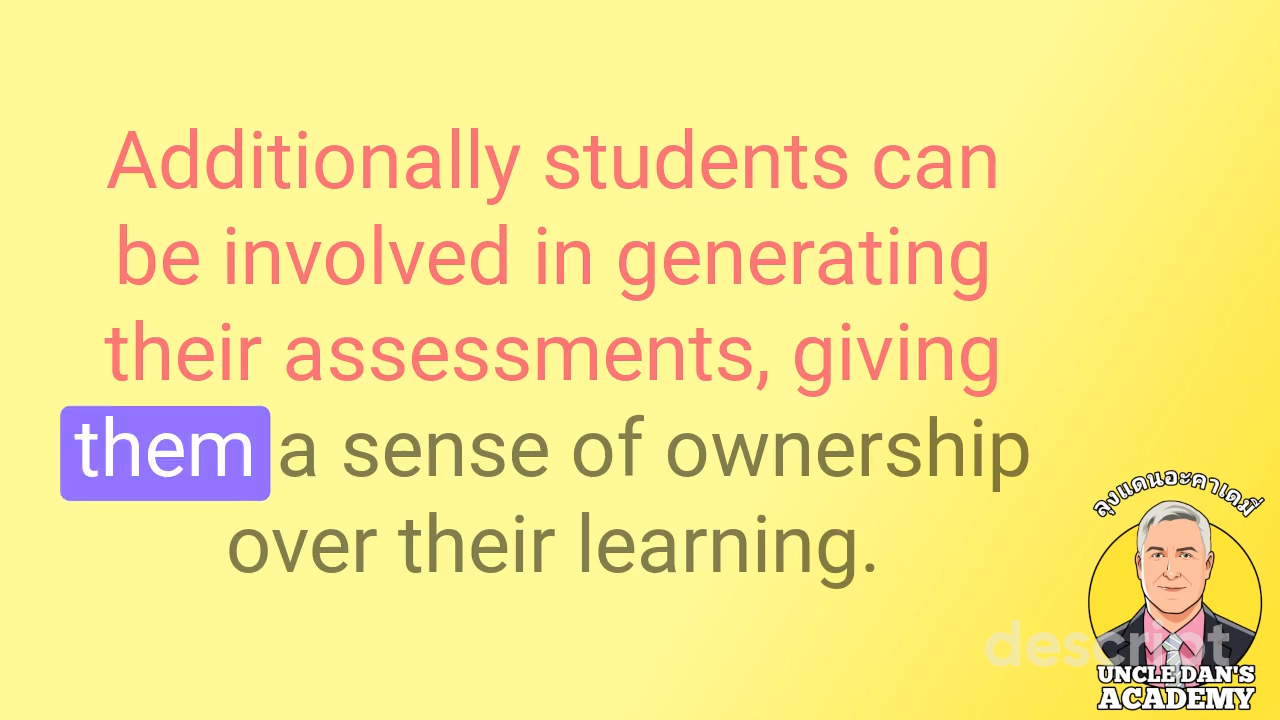 Additionally students can
be involved in generating
their assessments, giving
them a sense of ownership
over their learning.
ลุงแดนอะคาเดมี่
descript
UNCLE DAN'S
ACADEMY